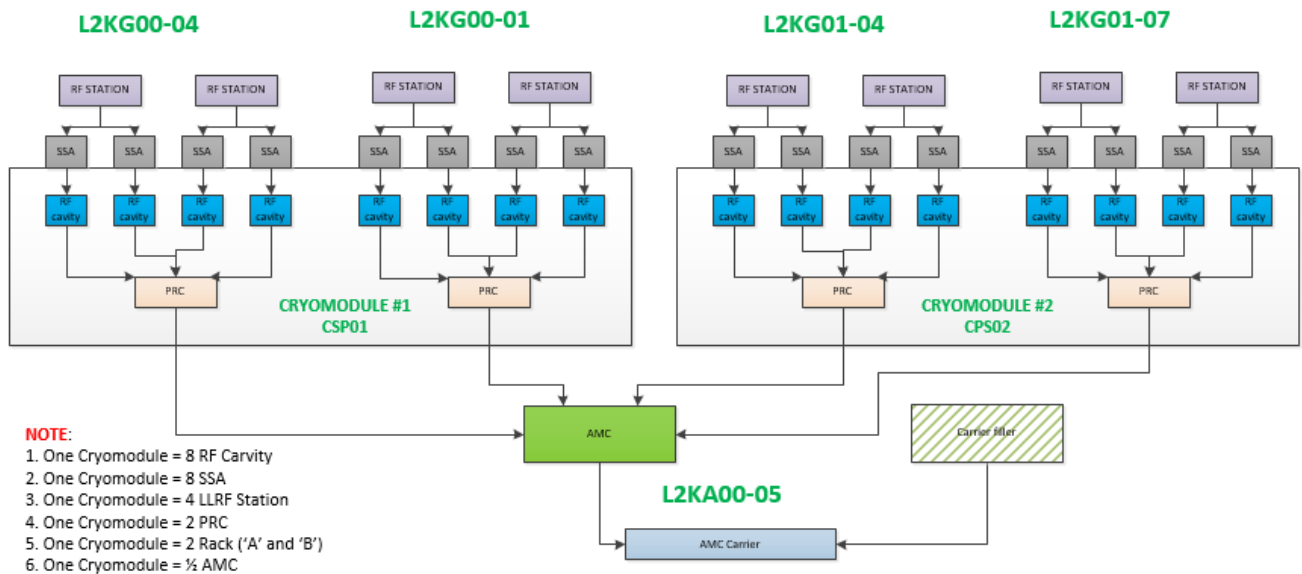 L2KG00-04 L2KG00-01 L2KG01-04 L2KG01-07
RF STATION RF STATION RF STATION RF STATION RF STATION RF STATION RF STATION RF STATION
SSA SSA SSA SSA SSA SSA SSA SSA SSA SSA SSA SSA SSA SSA SSA SSA
RF RF RF RF RF RF RF RF RF RF RF RF RF RF RF RF
cavity cavity cavity cavity cavity cavity cavity cavity cavity cavity cavity cavity cavity cavity cavity cavity
PRC PRC PRC PRC
CRYOMODULE #1
CSP01
CRYOMODULE #2
CPS02
AMC
Carrier filler
L2KA00-05
AMC Carrier
NOTE:
1. One Cryomodule = 8 RF Carvity
2. One Cryomodule = 8 SSA
3. One Cryomodule = 4 LLRF Station
4. One Cryomodule = 2 PRC
5. One Cryomodule = 2 Rack (‘A’ and ‘B’)
6. One Cryomodule = ½ AMC